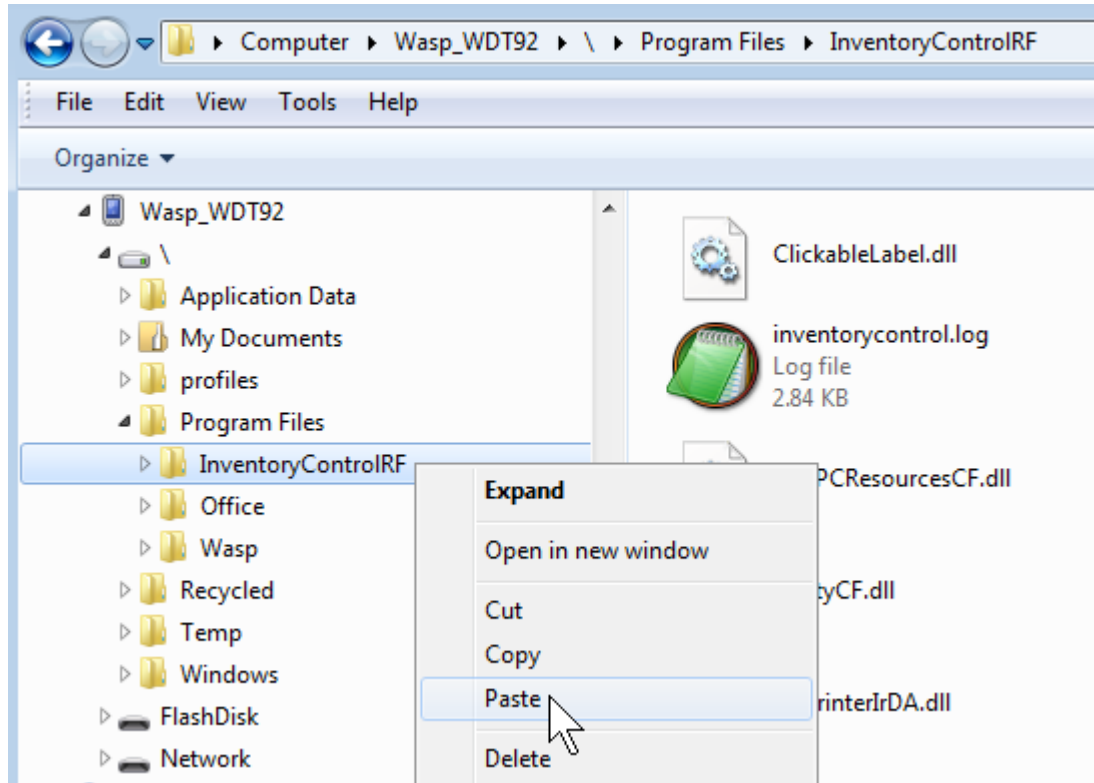 Computer Wasp_WDT92 \ Program Files InventoryControlRF
File Edit View Tools Help
Organize
Wasp_WDT92
\
Application Data
My Documents
profiles
Program Files
InventoryControlRF
Office
Wasp
Recycled
Temp
Windows
FlashDisk
Network
Expand
Open in new window
Cut
Copy
Paste
Delete
ClickableLabel.dll
inventorycontrol.log
Log file
2.84 KB
PCResourcesCF.dll
tyCF.dll
rinterIrDA.dll